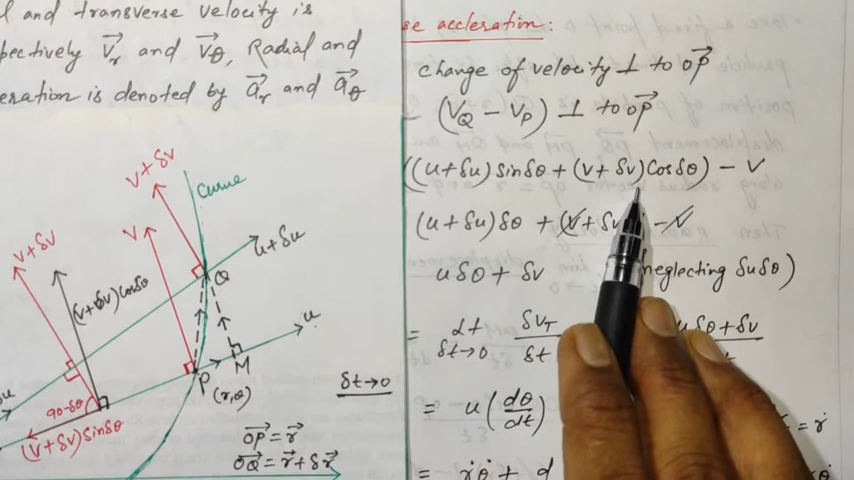 l and transverse velocity is
pectively V⃗r and V⃗θ, Radial and
eration is denoted by a⃗r and a⃗θ
V+δV
Curve
V
u+δu
V+δV
(V+δV)cosδθ
Q
u
M
P
(r,θ)
δt→0
90-δθ
u
(V+δV)Sinδθ
OP⃗=r⃗
OQ⃗=r⃗+δr⃗
se accleration:
change of velocity ⊥ to OP⃗
(VQ − VP) ⊥ to OP⃗
((u+δu)sinδθ + (V+δV)Cosδθ) − V
(u+δu)δθ + (V+δV − V
uδθ + δV neglecting δuδθ)
= Lt δt→0 δVT/δt uδθ+δV
= u(dθ/dt) = ṙ
= ṙθ̇ + d